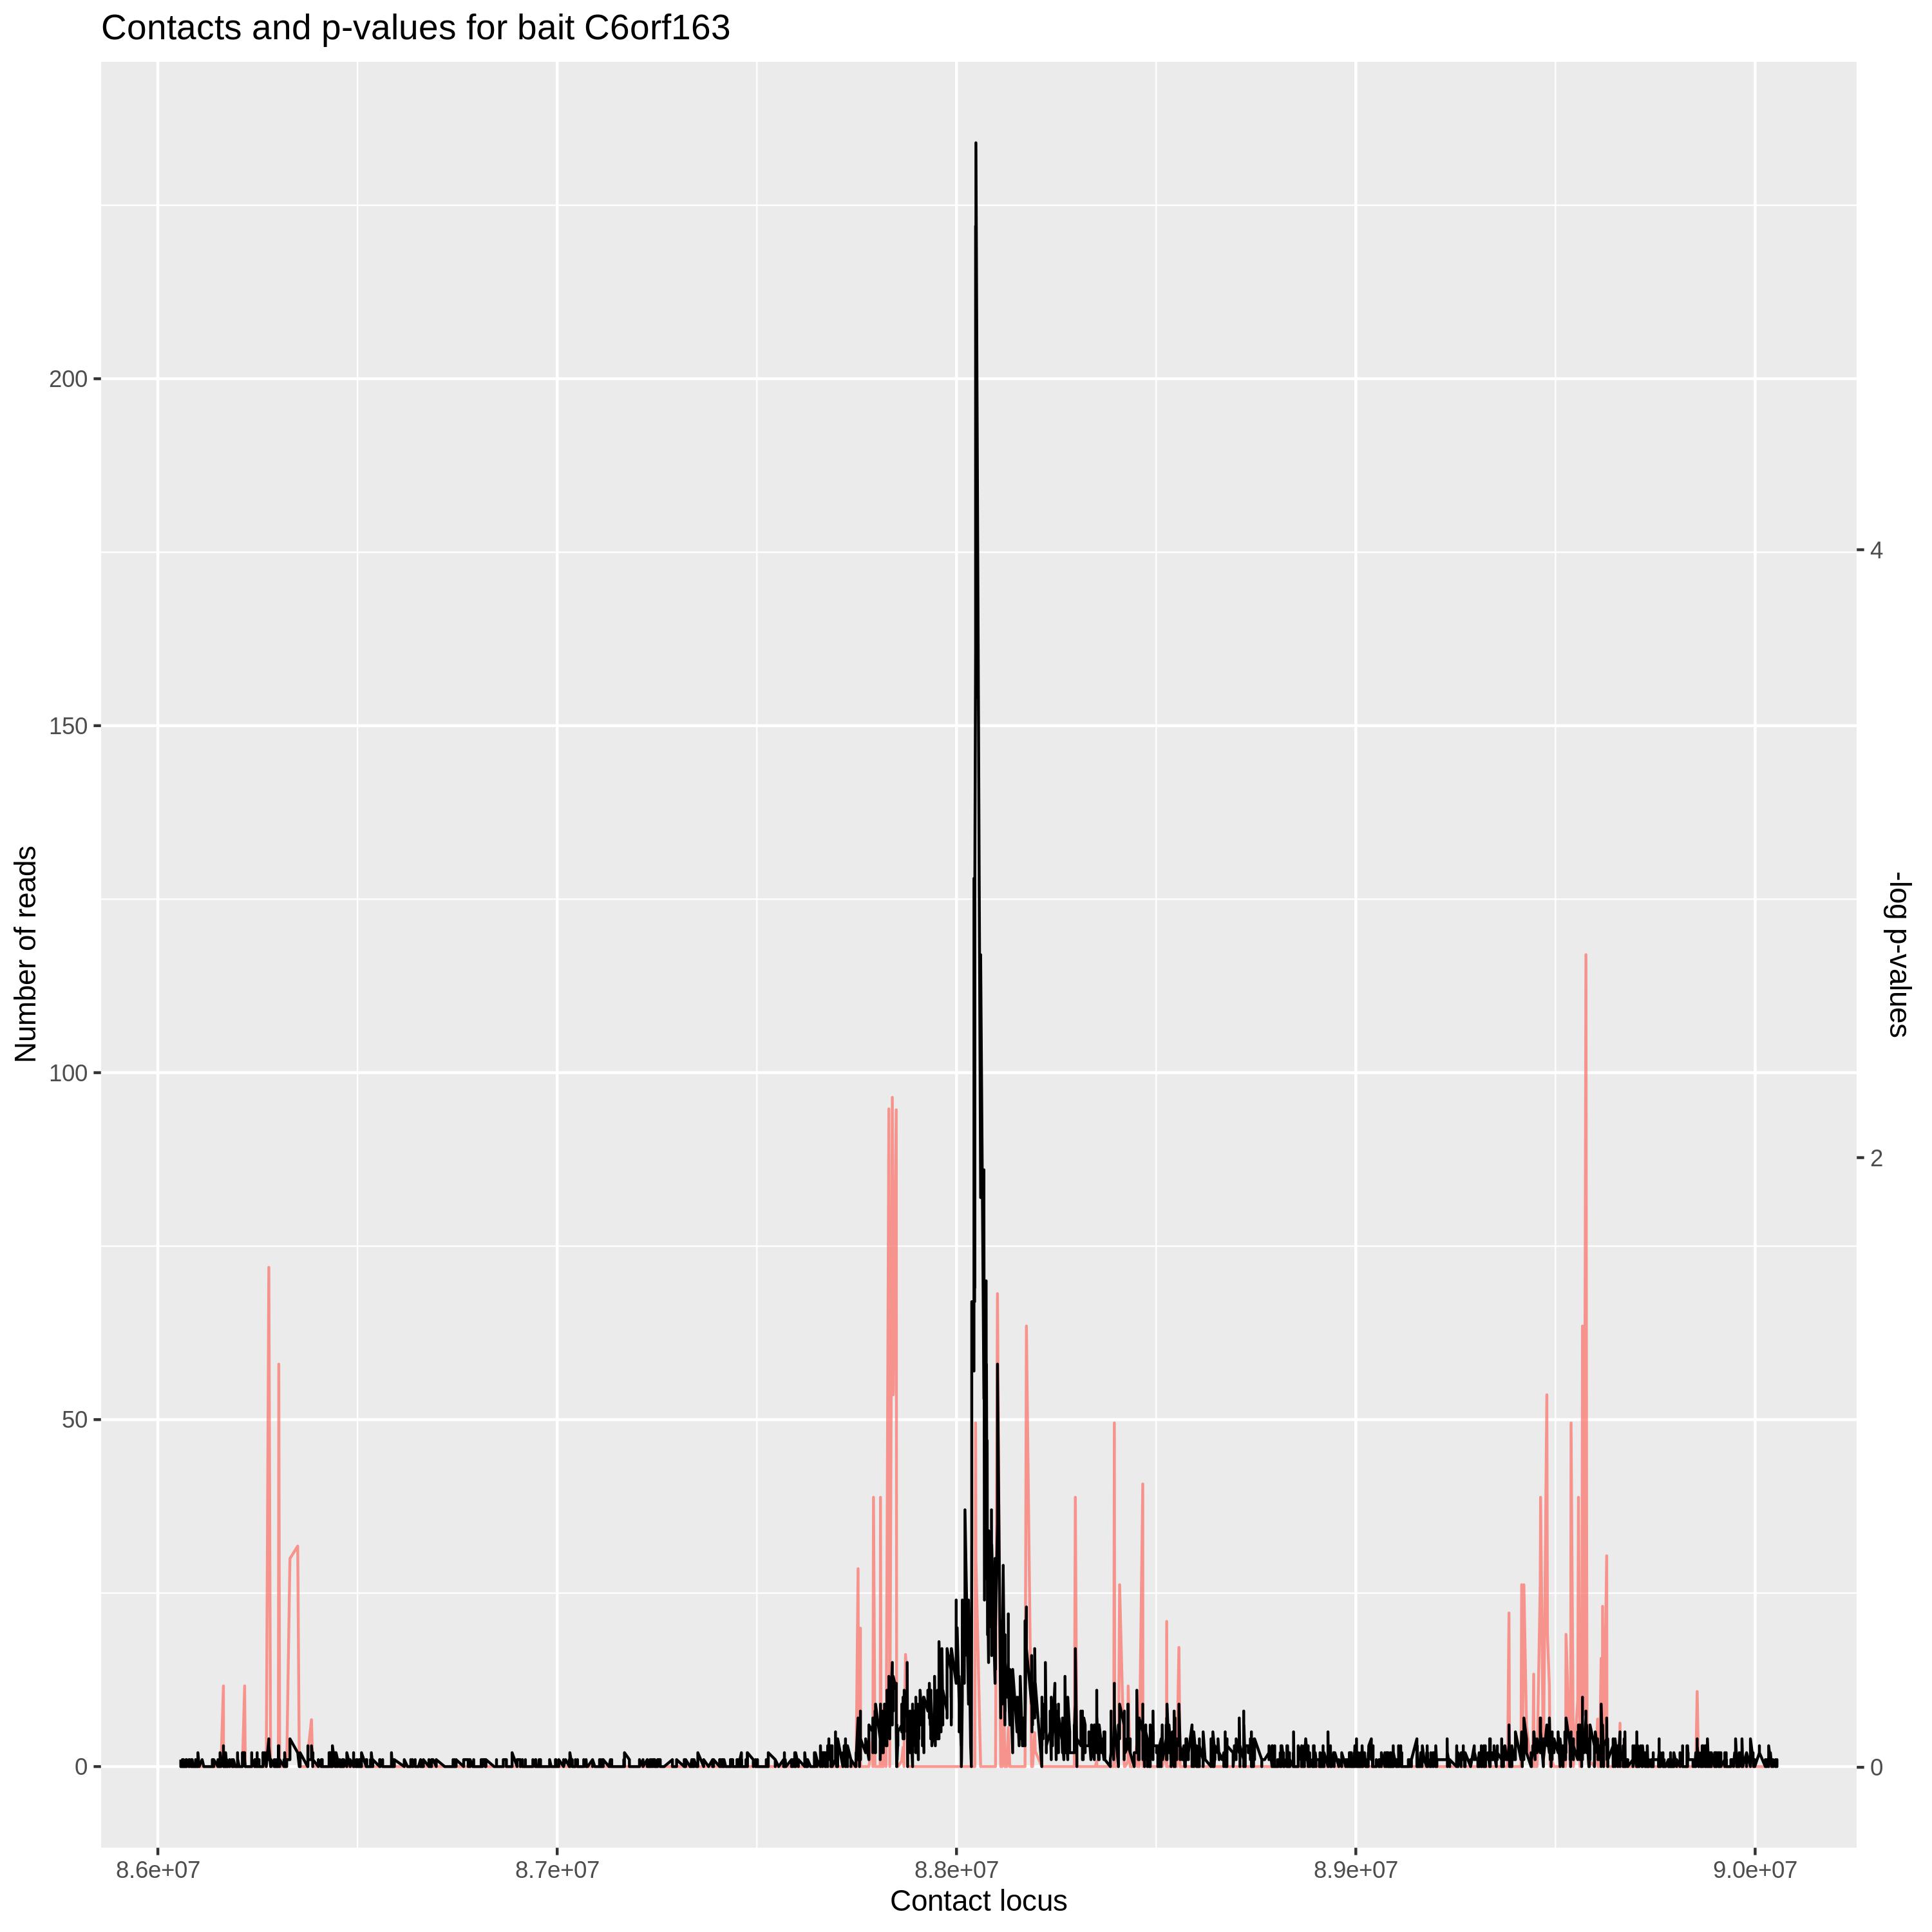 Contacts and p-values for bait C6orf163
Number of reads
200
150
100
50
0
4
2
0
-log p-values
8.6e+07 8.7e+07 8.8e+07 8.9e+07 9.0e+07
Contact locus